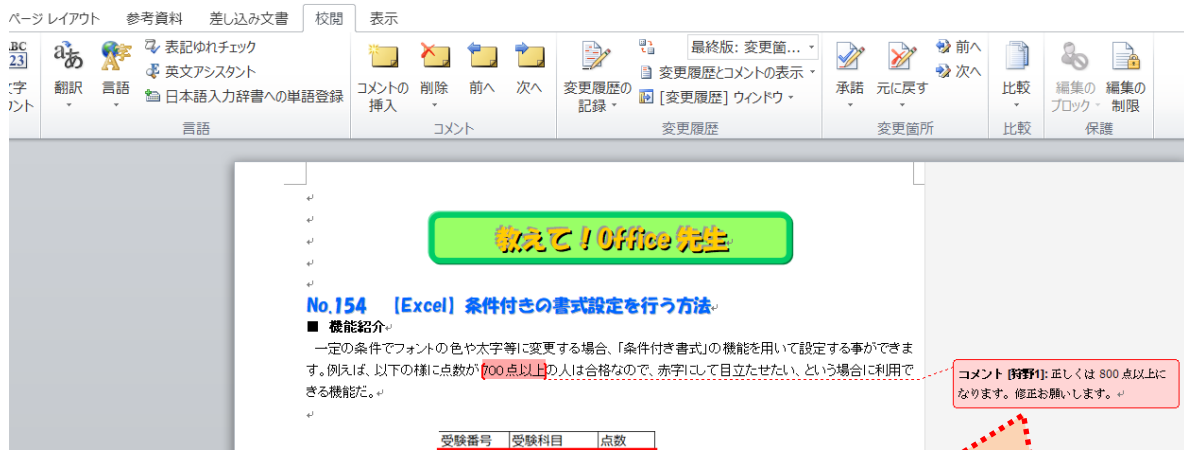 ページ レイアウト 参考資料 差し込み文書 校閲 表示
ABC 123 表記ゆれチェック 最終版: 変更箇... 前へ
英文アシスタント 変更履歴とコメントの表示 次へ
翻訳 言語 日本語入力辞書への単語登録 コメントの挿入 削除 前へ 次へ 変更履歴の記録 [変更履歴] ウィンドウ 承諾 元に戻す 比較 編集のブロック 編集の制限
言語 コメント 変更履歴 変更箇所 比較 保護
教えて！Office 先生
No.154 【Excel】条件付きの書式設定を行う方法
■ 機能紹介
一定の条件でフォントの色や太字等に変更する場合、「条件付き書式」の機能を用いて設定する事ができま
す。例えば、以下の様に点数が 700 点以上の人は合格なので、赤字にして目立たせたい、という場合に利用で
きる機能だ。
コメント [狩野1]: 正しくは 800 点以上に
なります。修正お願いします。
受験番号 受験科目 点数